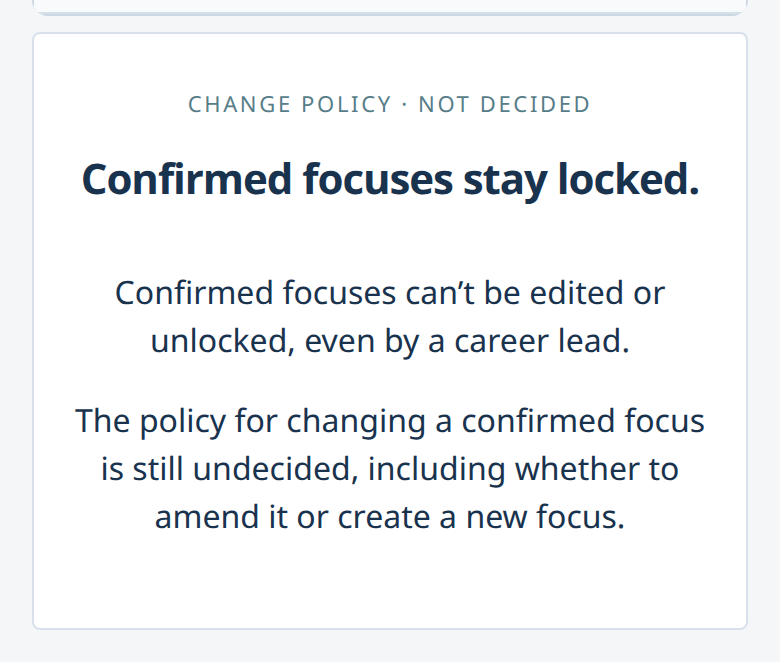 CHANGE POLICY · NOT DECIDED
Confirmed focuses stay locked.
Confirmed focuses can’t be edited or
unlocked, even by a career lead.
The policy for changing a confirmed focus
is still undecided, including whether to
amend it or create a new focus.